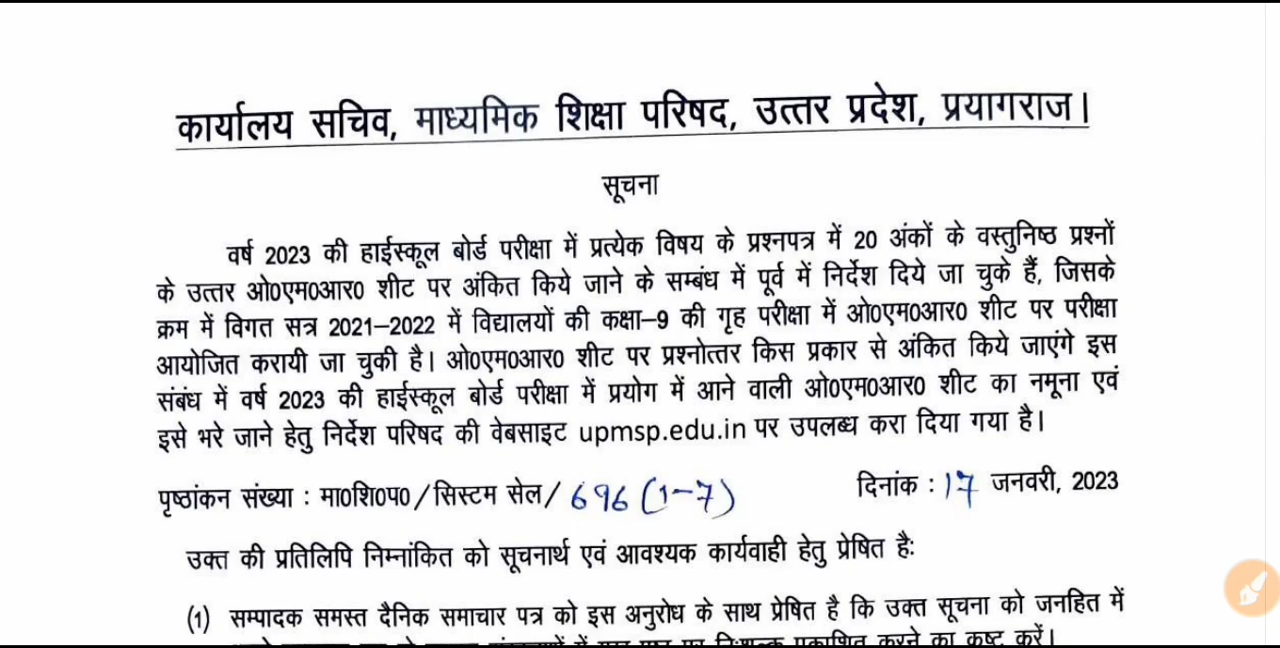 कार्यालय सचिव, माध्यमिक शिक्षा परिषद, उत्तर प्रदेश, प्रयागराज।
सूचना
वर्ष 2023 की हाईस्कूल बोर्ड परीक्षा में प्रत्येक विषय के प्रश्नपत्र में 20 अंकों के वस्तुनिष्ठ प्रश्नों
के उत्तर ओ0एम0आर0 शीट पर अंकित किये जाने के सम्बंध में पूर्व में निर्देश दिये जा चुके हैं, जिसके
क्रम में विगत सत्र 2021–2022 में विद्यालयों की कक्षा–9 की गृह परीक्षा में ओ0एम0आर0 शीट पर परीक्षा
आयोजित करायी जा चुकी है। ओ0एम0आर0 शीट पर प्रश्नोत्तर किस प्रकार से अंकित किये जाएंगे इस
संबंध में वर्ष 2023 की हाईस्कूल बोर्ड परीक्षा में प्रयोग में आने वाली ओ0एम0आर0 शीट का नमूना एवं
इसे भरे जाने हेतु निर्देश परिषद की वेबसाइट upmsp.edu.in पर उपलब्ध करा दिया गया है।
पृष्ठांकन संख्या : मा0शि0प0/सिस्टम सेल/ 696 (1-7) दिनांक : 17 जनवरी, 2023
उक्त की प्रतिलिपि निम्नांकित को सूचनार्थ एवं आवश्यक कार्यवाही हेतु प्रेषित हैः
(1) सम्पादक समस्त दैनिक समाचार पत्र को इस अनुरोध के साथ प्रेषित है कि उक्त सूचना को जनहित में
पर निःशुल्क प्रकाशित करने का कष्ट करें।